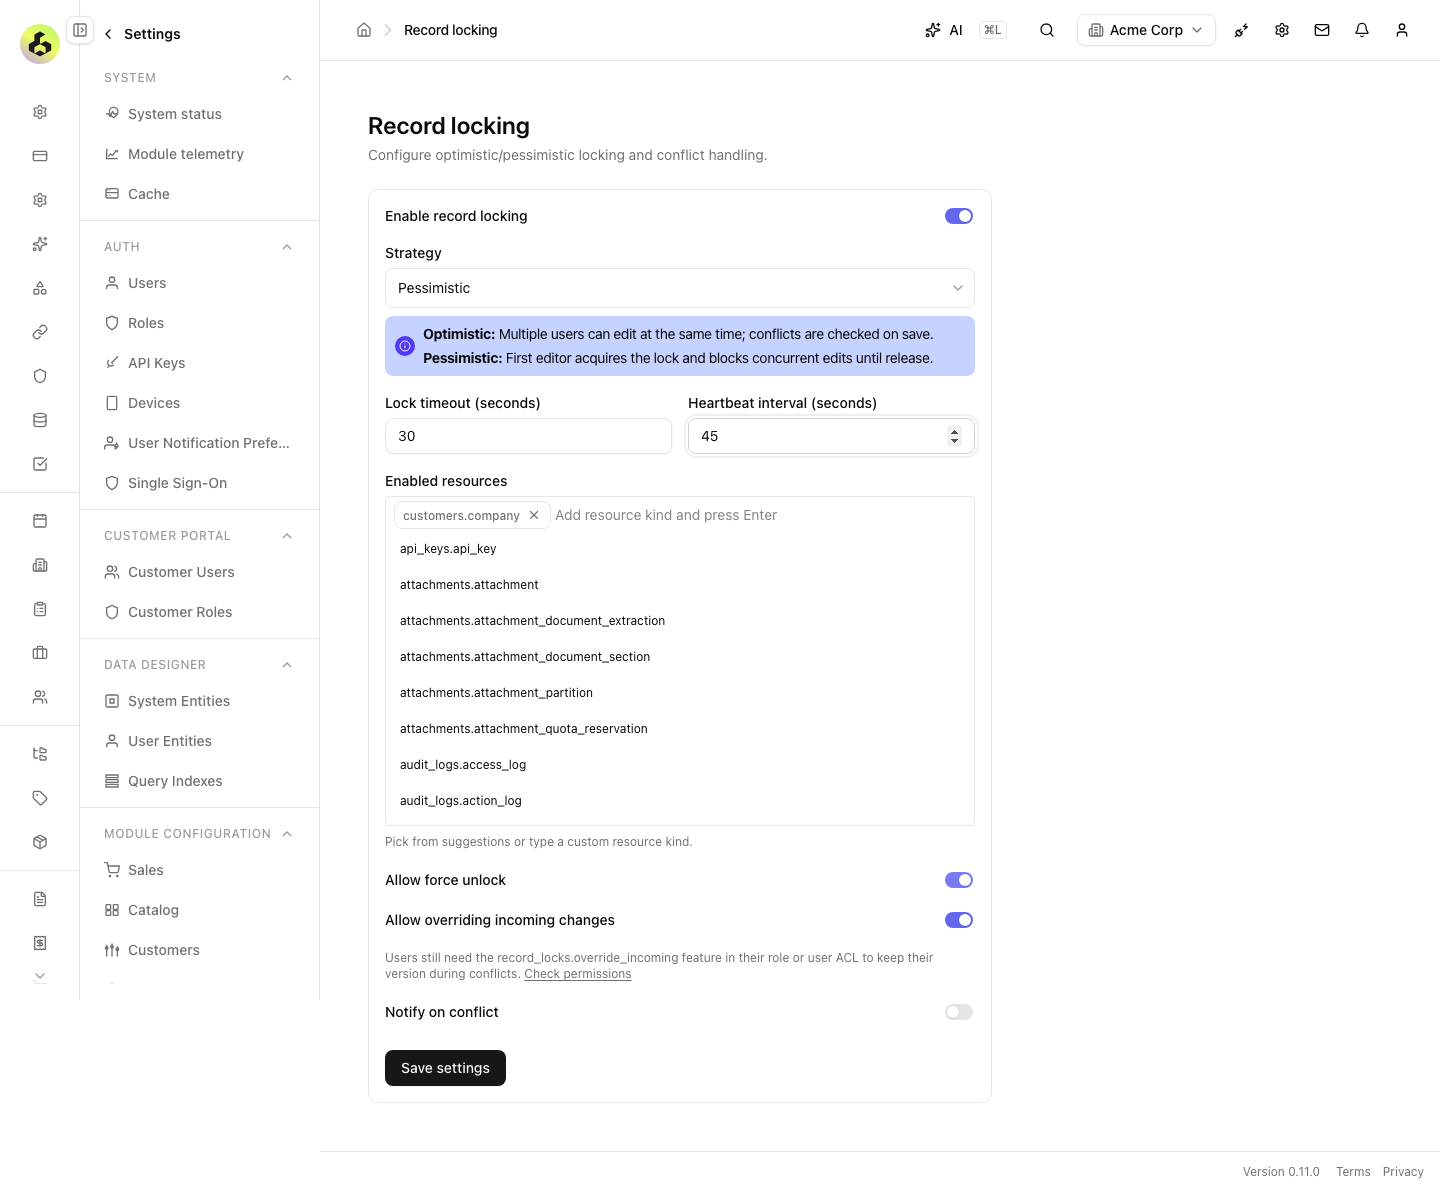 Settings
SYSTEM
System status
Module telemetry
Cache
AUTH
Users
Roles
API Keys
Devices
User Notification Prefe...
Single Sign-On
CUSTOMER PORTAL
Customer Users
Customer Roles
DATA DESIGNER
System Entities
User Entities
Query Indexes
MODULE CONFIGURATION
Sales
Catalog
Customers
Record locking
AI ⌘L
Acme Corp
Record locking
Configure optimistic/pessimistic locking and conflict handling.
Enable record locking
Strategy
Pessimistic
Optimistic: Multiple users can edit at the same time; conflicts are checked on save.
Pessimistic: First editor acquires the lock and blocks concurrent edits until release.
Lock timeout (seconds)
30
Heartbeat interval (seconds)
45
Enabled resources
customers.company Add resource kind and press Enter
api_keys.api_key
attachments.attachment
attachments.attachment_document_extraction
attachments.attachment_document_section
attachments.attachment_partition
attachments.attachment_quota_reservation
audit_logs.access_log
audit_logs.action_log
Pick from suggestions or type a custom resource kind.
Allow force unlock
Allow overriding incoming changes
Users still need the record_locks.override_incoming feature in their role or user ACL to keep their
version during conflicts. Check permissions
Notify on conflict
Save settings
Version 0.11.0 Terms Privacy